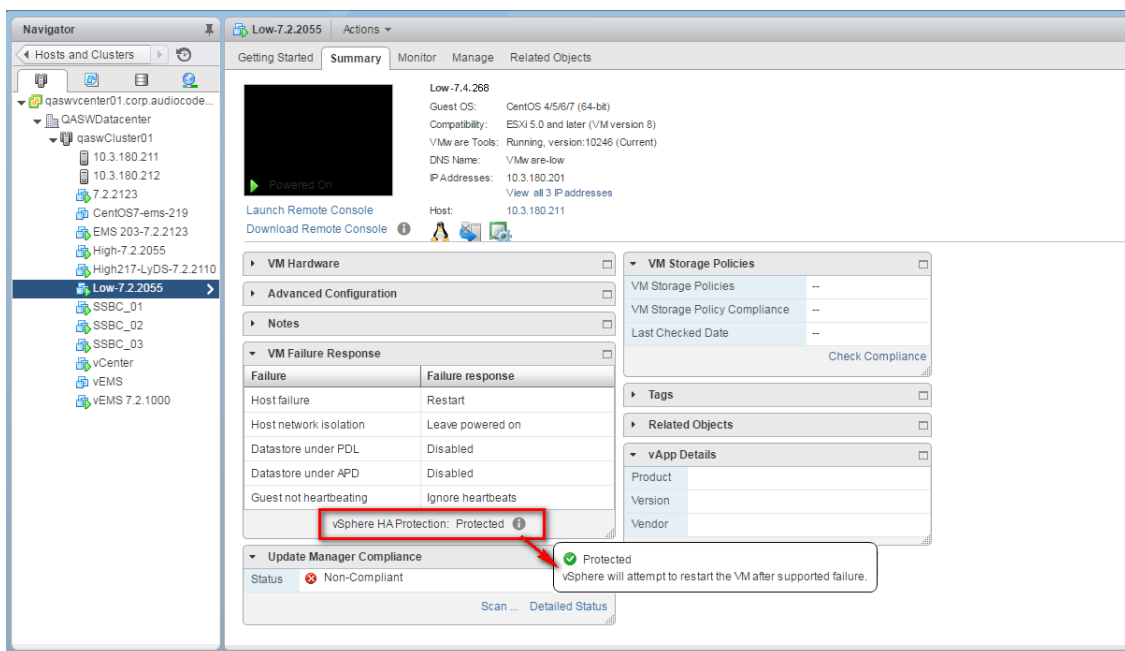 Navigator
Hosts and Clusters
qaswvcenter01.corp.audiocode...
QASWDatacenter
qaswCluster01
10.3.180.211
10.3.180.212
7.2.2123
CentOS7-ems-219
EMS 203-7.2.2123
High-7.2.2055
High217-LyDS-7.2.2110
Low-7.2.2055
SSBC_01
SSBC_02
SSBC_03
vCenter
vEMS
vEMS 7.2.1000
Low-7.2.2055 Actions
Getting Started Summary Monitor Manage Related Objects
Powered On
Launch Remote Console
Download Remote Console
Low-7.4.268
Guest OS: CentOS 4/5/6/7 (64-bit)
Compatibility: ESXi 5.0 and later (VM version 8)
VMware Tools: Running, version:10246 (Current)
DNS Name: VMware-low
IP Addresses: 10.3.180.201
View all 3 IP addresses
Host: 10.3.180.211
VM Hardware
Advanced Configuration
Notes
VM Failure Response
Failure Failure response
Host failure Restart
Host network isolation Leave powered on
Datastore under PDL Disabled
Datastore under APD Disabled
Guest not heartbeating Ignore heartbeats
vSphere HA Protection: Protected
Update Manager Compliance
Status Non-Compliant
Scan ... Detailed Status
VM Storage Policies
VM Storage Policies --
VM Storage Policy Compliance --
Last Checked Date --
Check Compliance
Tags
Related Objects
vApp Details
Product
Version
Vendor
Protected
vSphere will attempt to restart the VM after supported failure.